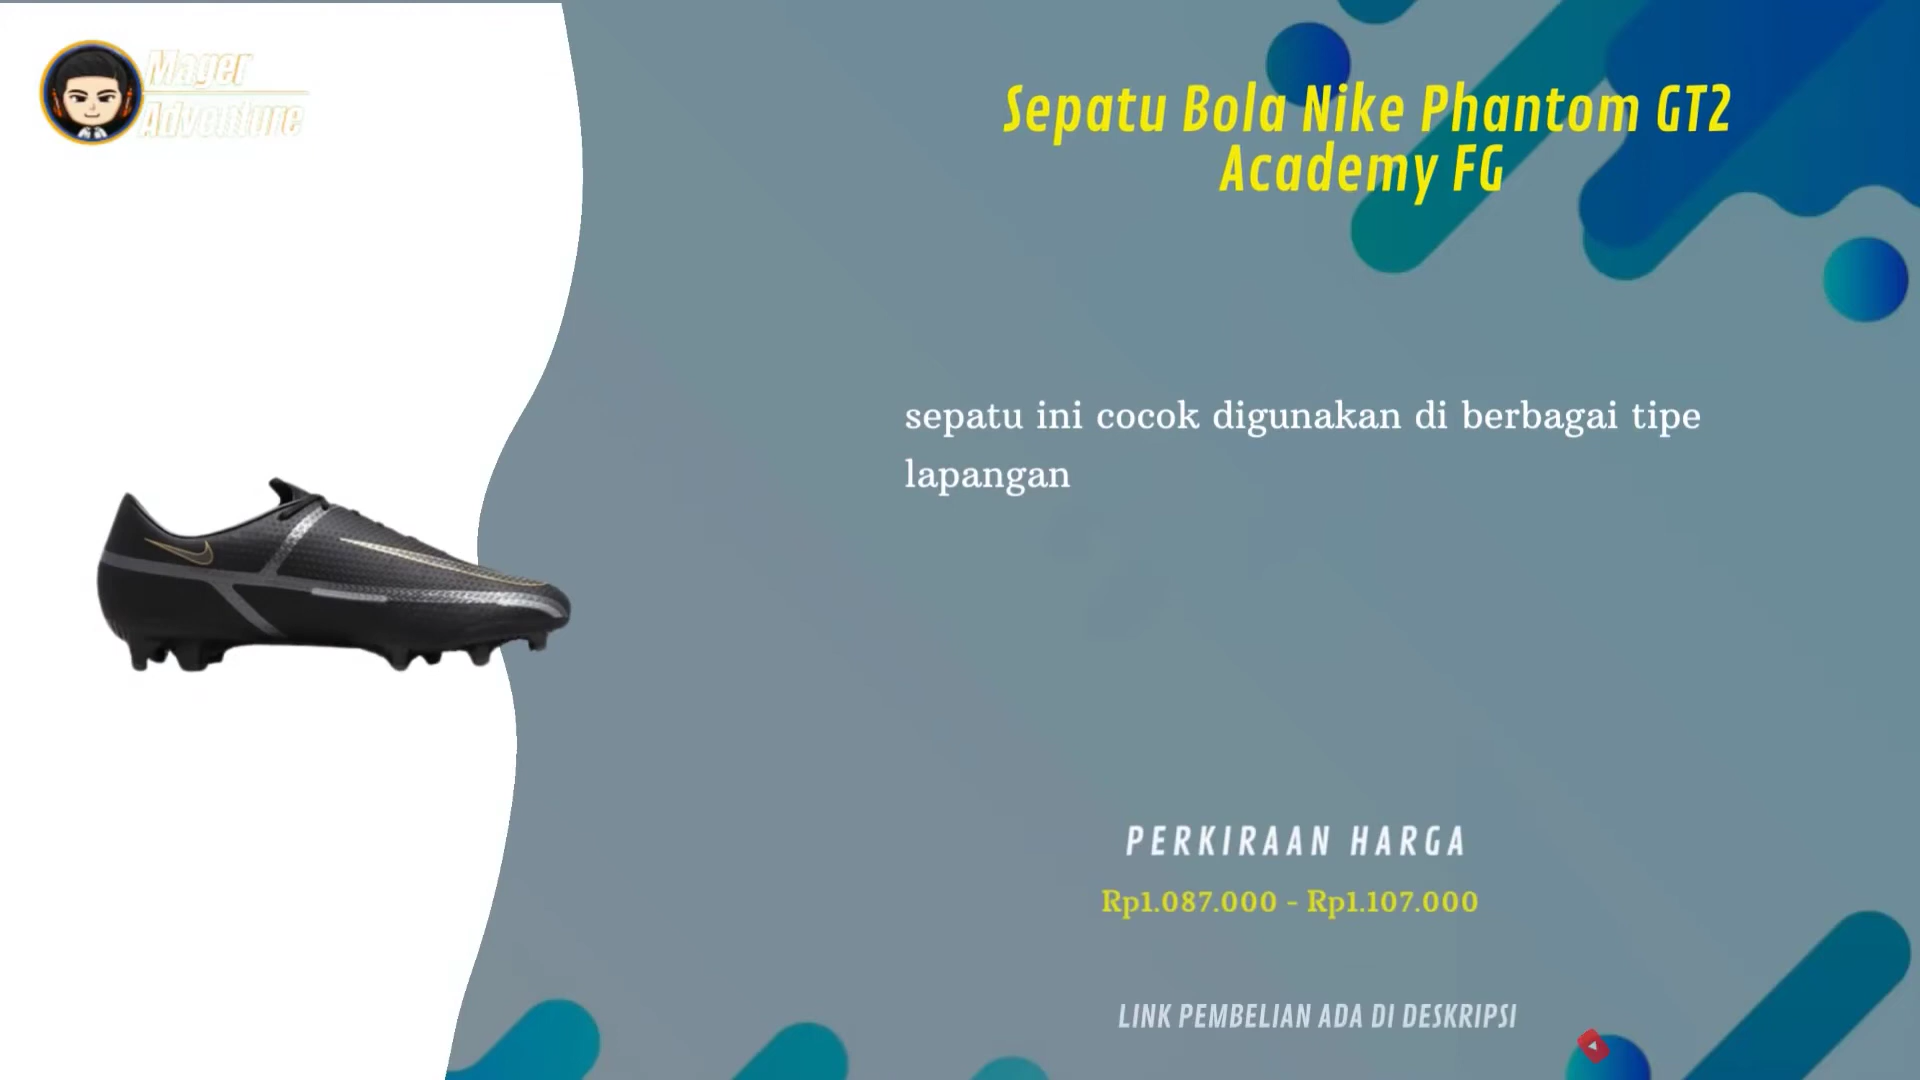 Mager
Adventure
Sepatu Bola Nike Phantom GT2
Academy FG
sepatu ini cocok digunakan di berbagai tipe
lapangan
PERKIRAAN HARGA
Rp1.087.000 - Rp1.107.000
LINK PEMBELIAN ADA DI DESKRIPSI